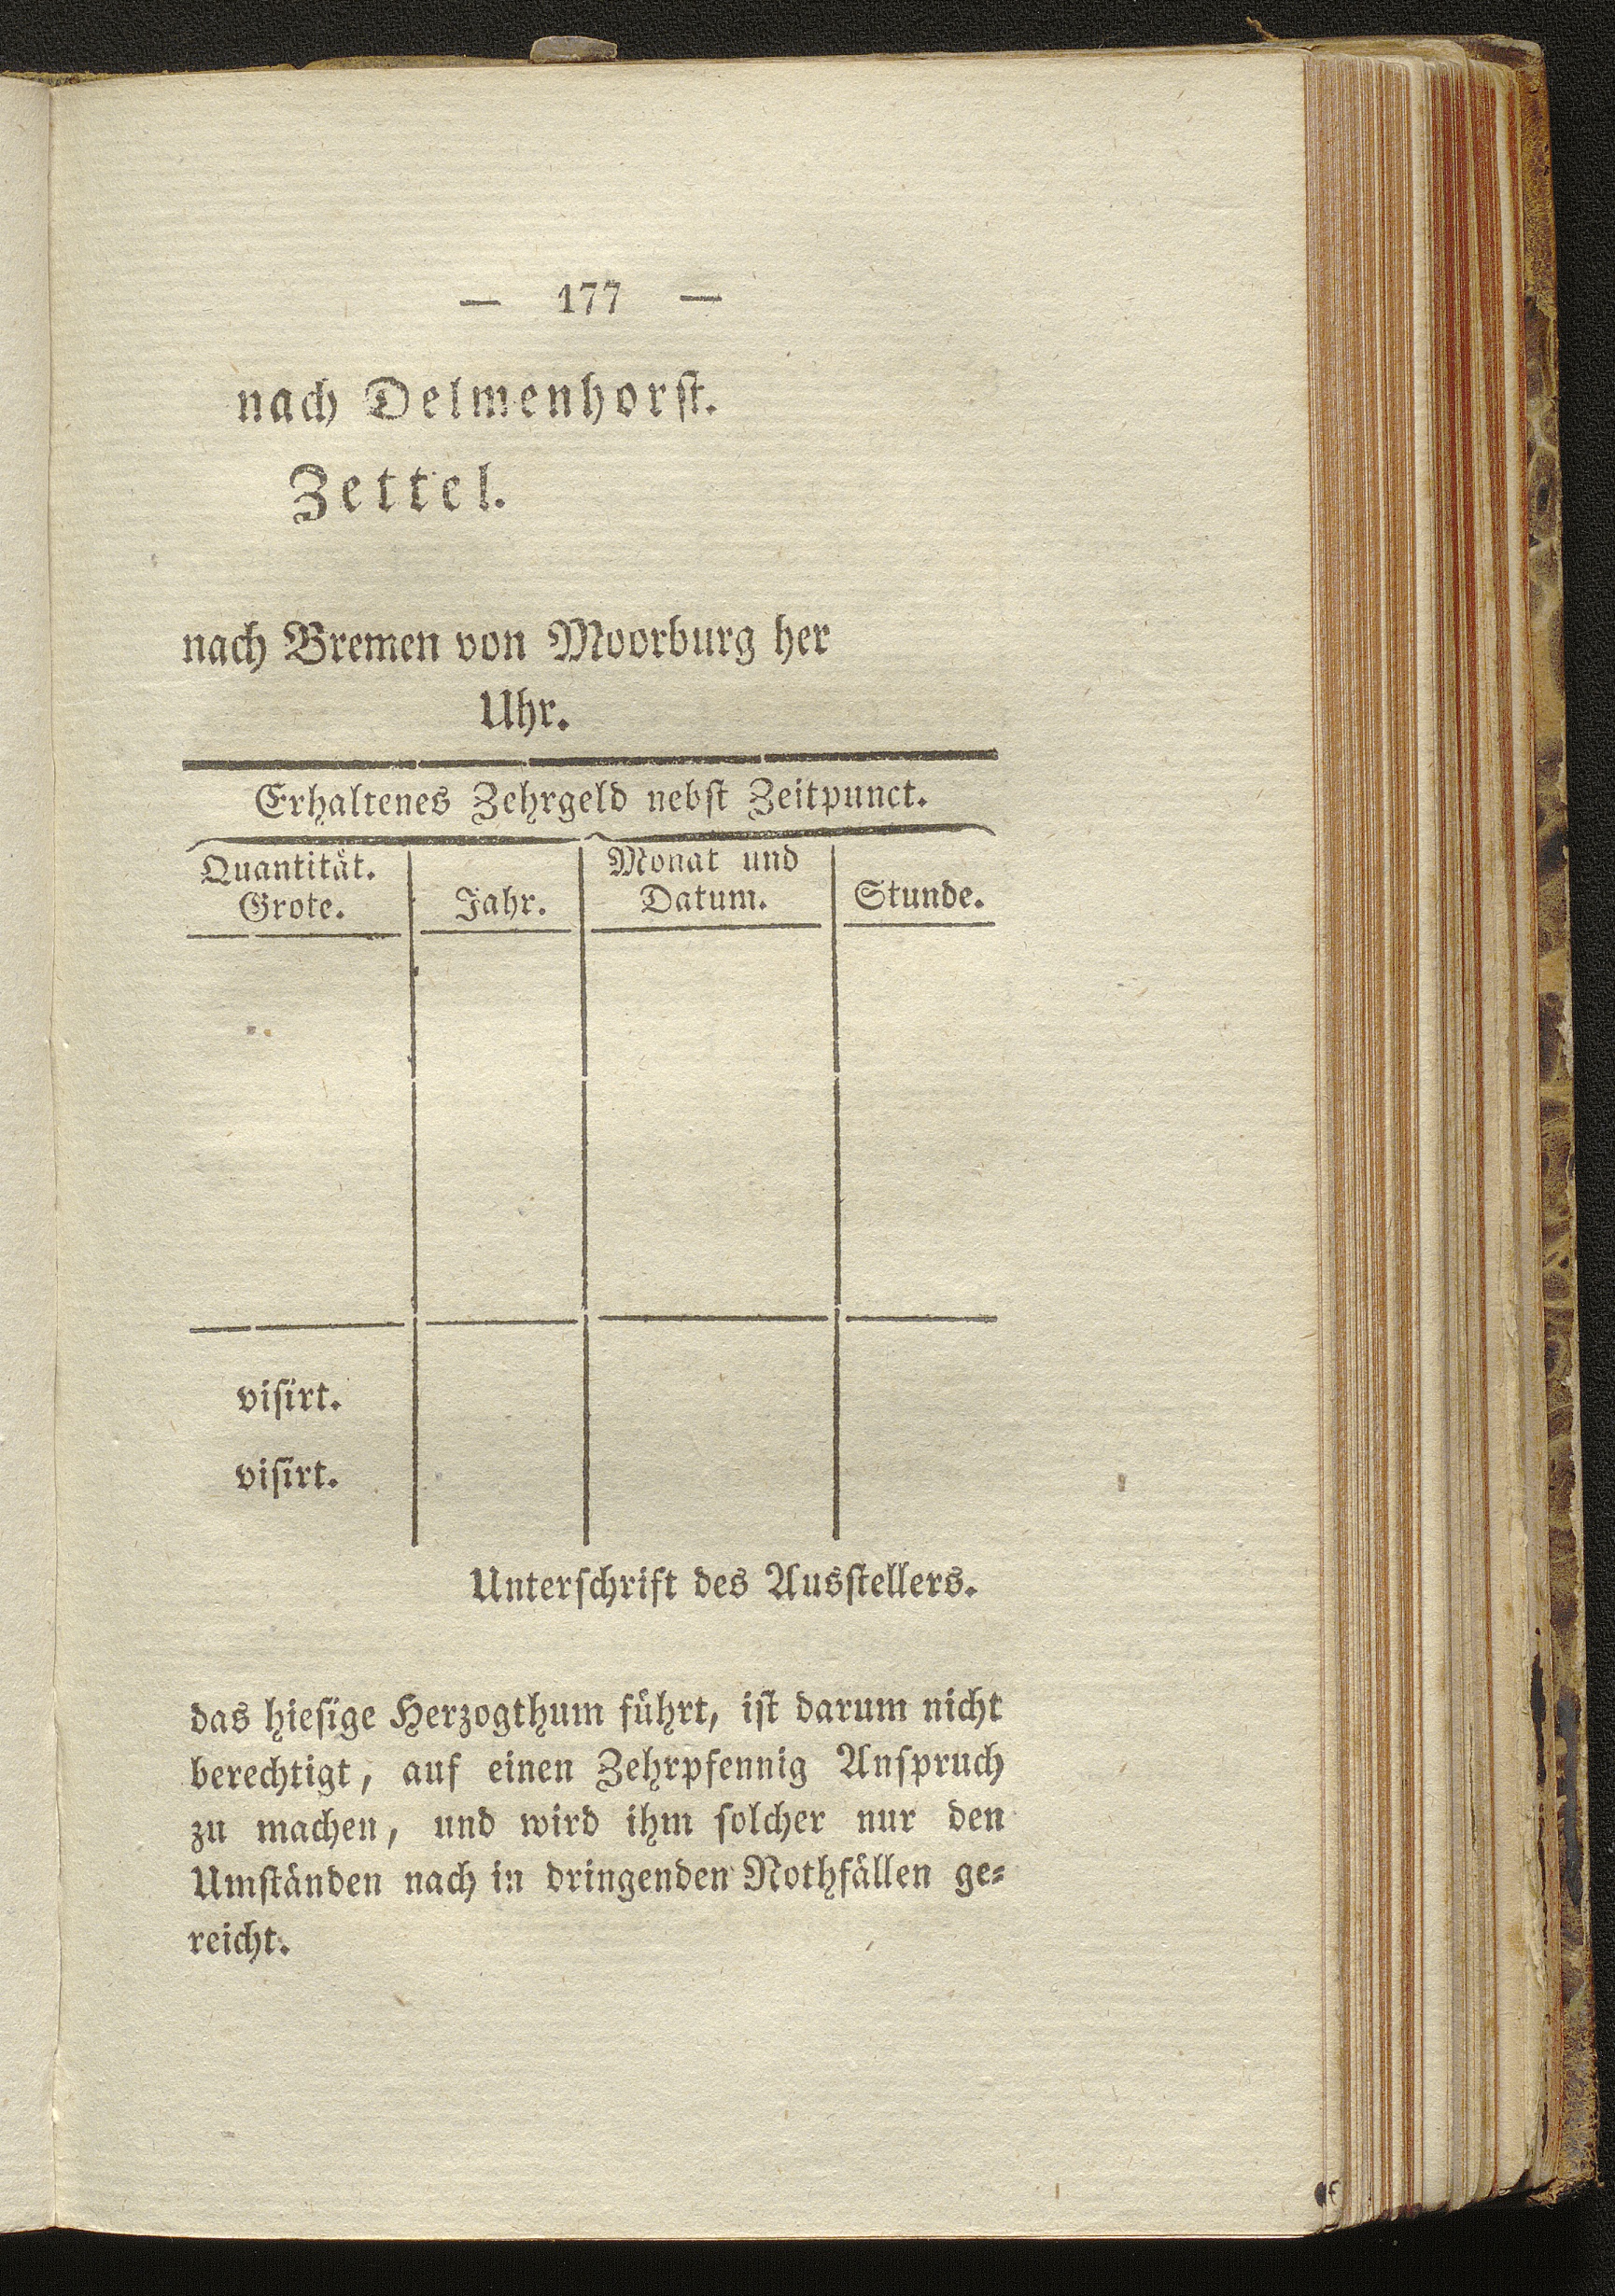 — 177 —
nach Delmenhorſt.
Zettel.
nach Bremen von Moorburg her
Uhr.
Erhaltenes Zehrgeld nebſt Zeitpunct.
Quantität.
Grote.
Jahr.
Monat und
Datum.
Stunde.
viſirt.
viſirt.
Unterſchrift des Ausſtellers.
das hieſige Herzogthum führt, iſt darum nicht
berechtigt, auf einen Zehrpfennig Anſpruch
zu machen, und wird ihm ſolcher nur den
Umſtänden nach in dringenden Nothfällen ge⸗
reicht.